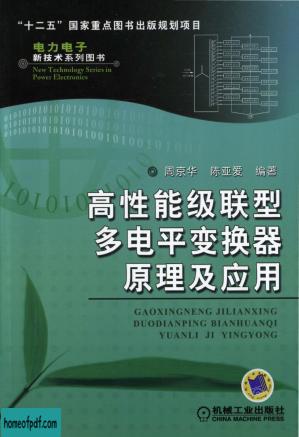 “十二五”国家重点图书出版规划项目
电力电子
新技术系列图书
New Technology Series in
Power Electronics
周京华 陈亚爱 编著
高性能级联型
多电平变换器
原理及应用
GAOXINGNENG JILIANXING
DUODIANPING BIANHUANQI
YUANLI JI YINGYONG
机械工业出版社
CHINA MACHINE PRESS
homeofpdf.com